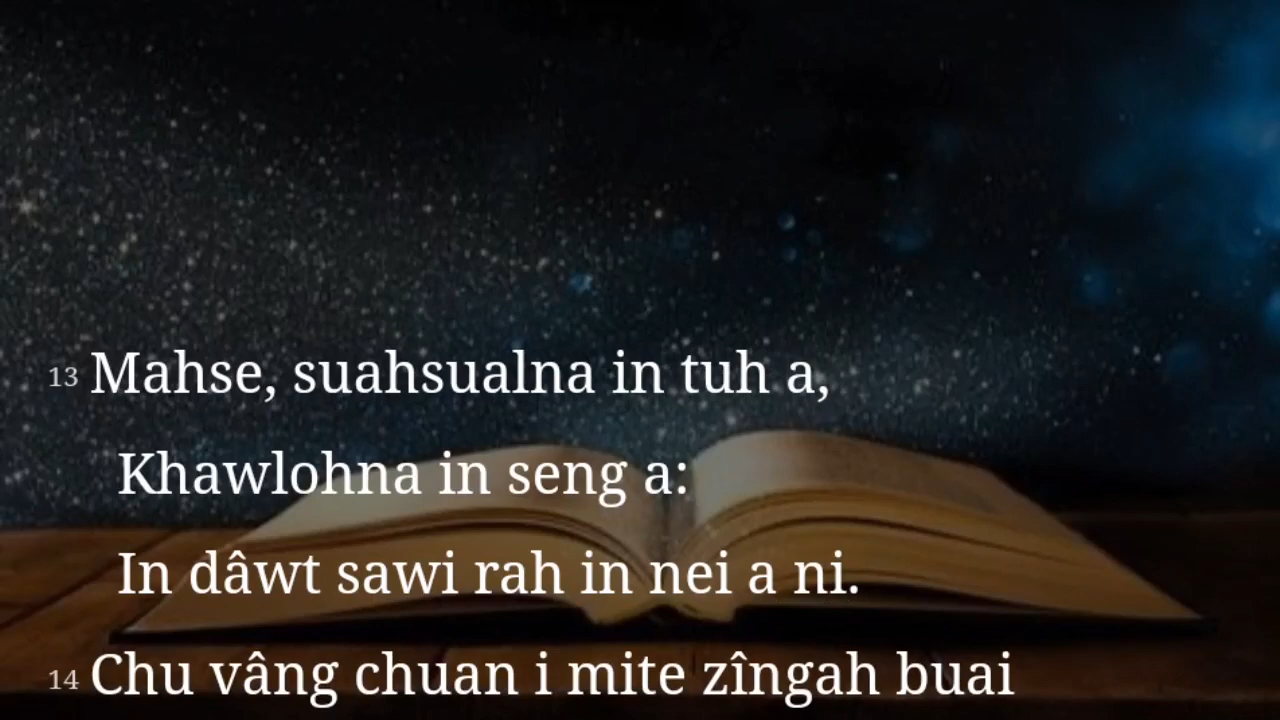 13 Mahse, suahsualna in tuh a,
Khawlohna in seng a:
In dâwt sawi rah in nei a ni.
14 Chu vâng chuan i mite zîngah buai